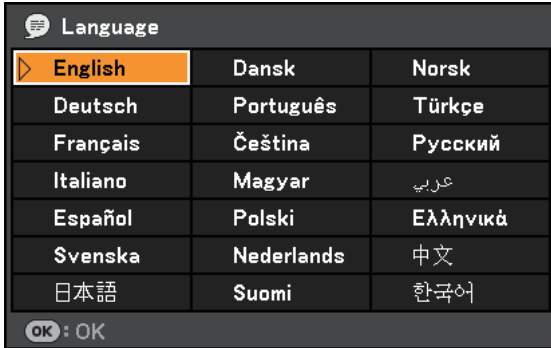 Language
English Dansk Norsk
Deutsch Português Türkçe
Français Čeština Русский
Italiano Magyar عربي
Español Polski Ελληνικά
Svenska Nederlands 中文
日本語 Suomi 한국어
OK : OK